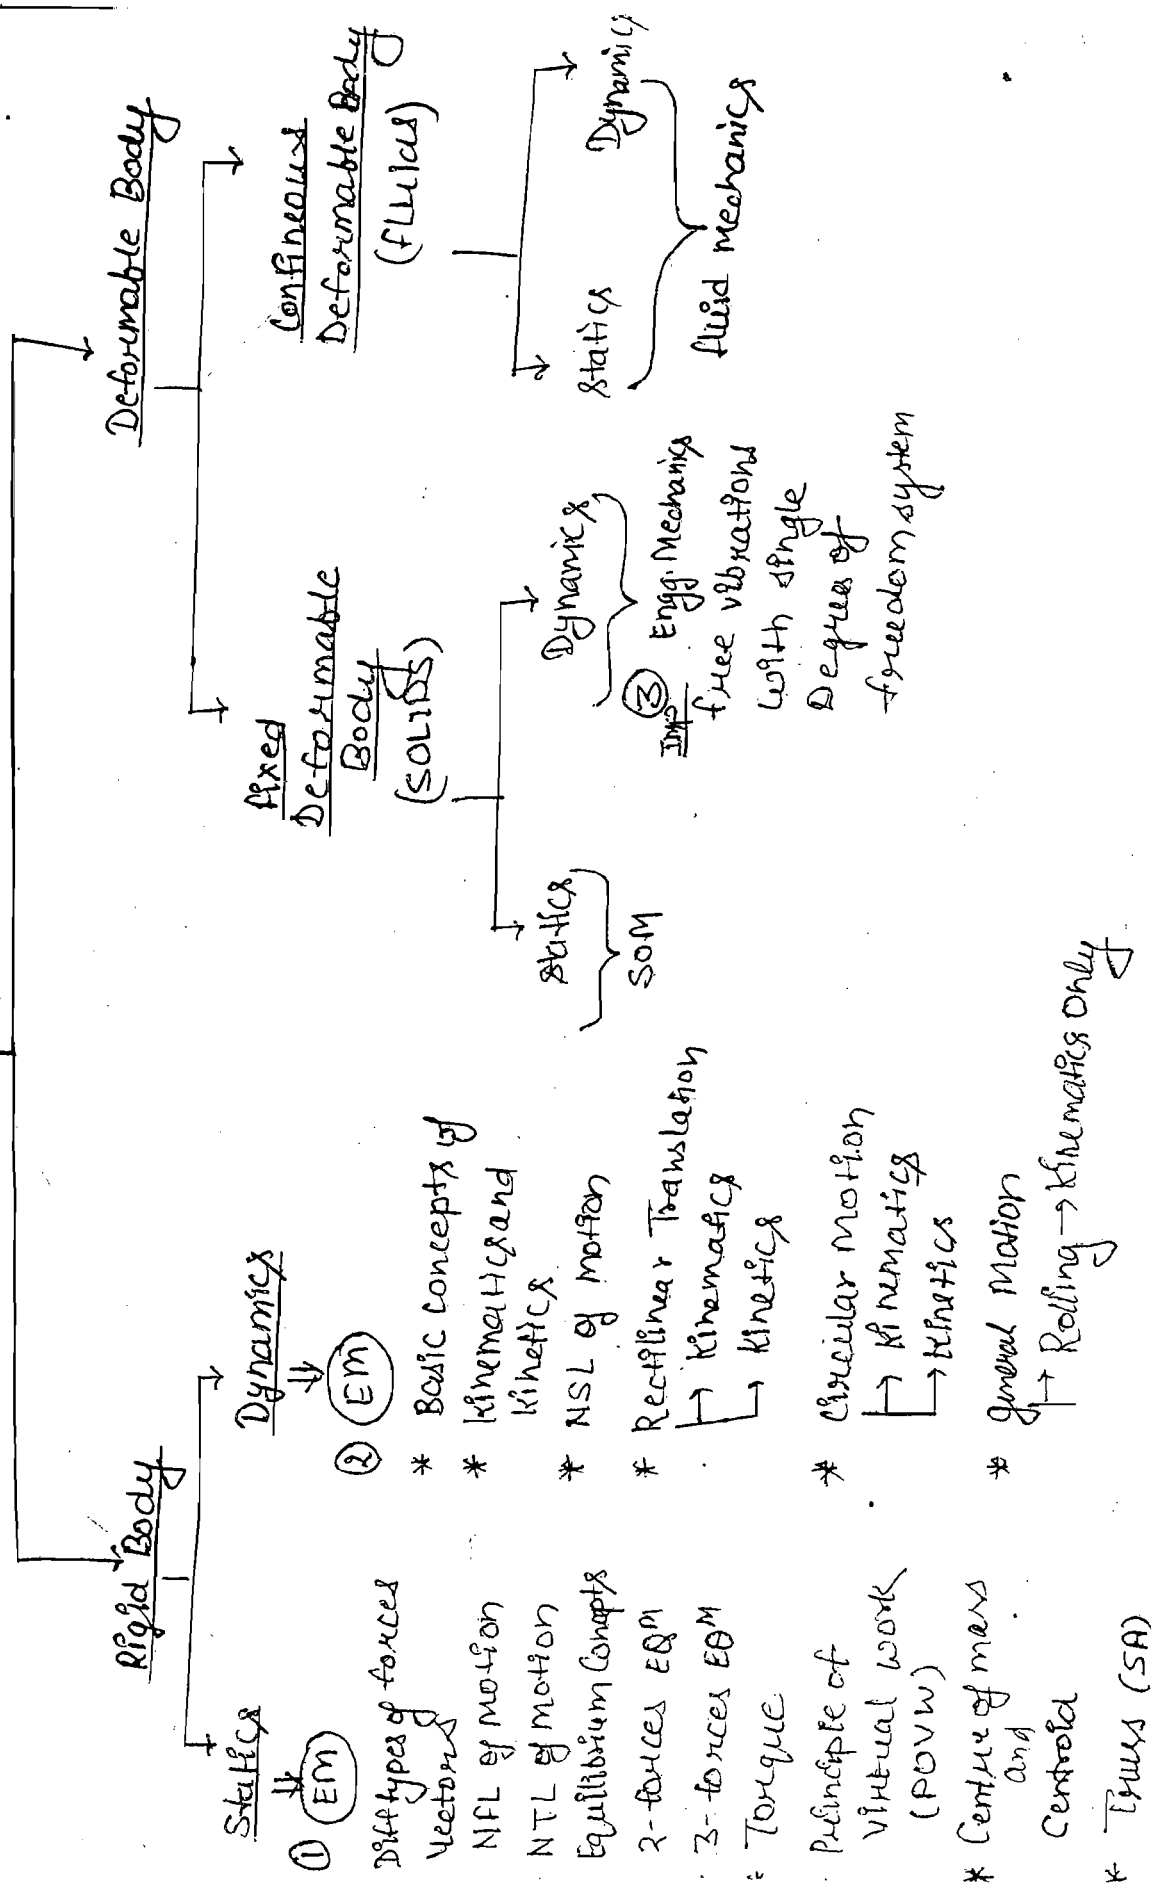 Rigid Body
Statics
⇓
① EM
Diff types of forces
Vectors
NFL of motion
NTL of motion
Equilibrium Concepts
2-forces EQM
3-forces EQM
* Torque
Principle of
Virtual work
(POVW)
* Centre of mass
and
Centroid
* Truss (SA)
Dynamics
⇓
② EM
* Basic concepts of
* kinematics and
kinetics
* NSL of motion
* Rectilinear Translation
→ kinematics
→ kinetics
* Circular Motion
→ kinematics
→ kinetics
* General Motion
→ Rolling → kinematics only
Deformable Body
fixed
Deformable
Body
(SOLIDS)
Statics
SOM
Dynamics
③ Engg. Mechanics
Imp
free vibrations
with single
Degrees of
freedom system
Confineous
Deformable Body
(fluids)
Statics
Dynamics
fluid mechanics